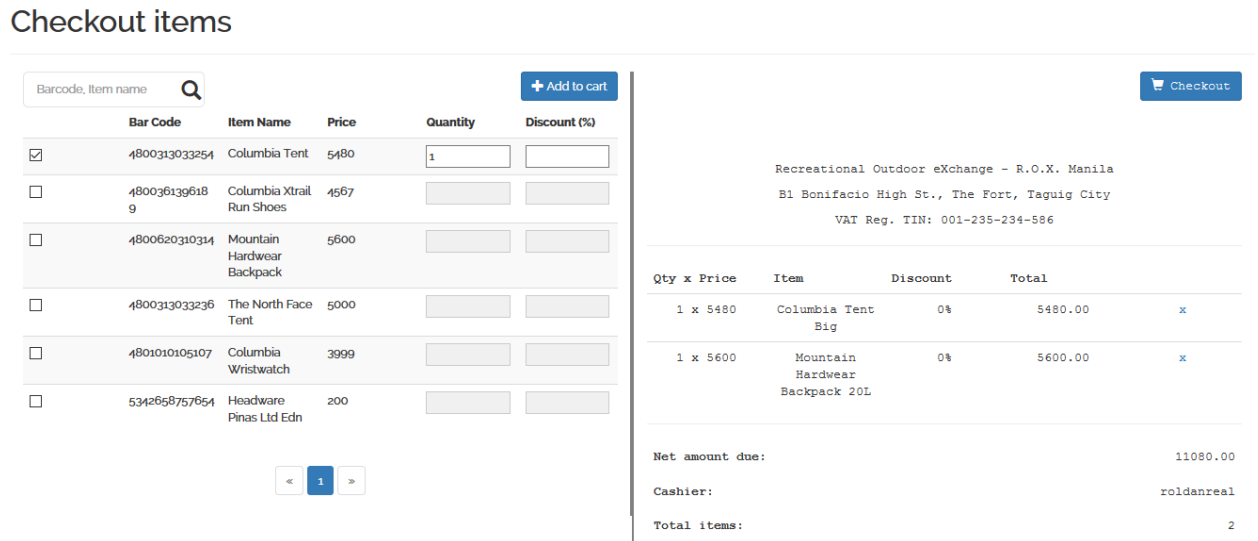 Checkout items
Barcode, Item name
Add to cart
Bar Code Item Name Price Quantity Discount (%)
4800313033254 Columbia Tent 5480 1
480036139618 Columbia Xtrail 4567
9 Run Shoes
4800620310314 Mountain 5600
Hardwear
Backpack
4800313033236 The North Face 5000
Tent
4801010105107 Columbia 3999
Wristwatch
5342658757654 Headware 200
Pinas Ltd Edn
« 1 »
Checkout
Recreational Outdoor eXchange - R.O.X. Manila
B1 Bonifacio High St., The Fort, Taguig City
VAT Reg. TIN: 001-235-234-586
Qty x Price Item Discount Total
1 x 5480 Columbia Tent 0% 5480.00 x
Big
1 x 5600 Mountain 0% 5600.00 x
Hardwear
Backpack 20L
Net amount due: 11080.00
Cashier: roldanreal
Total items: 2